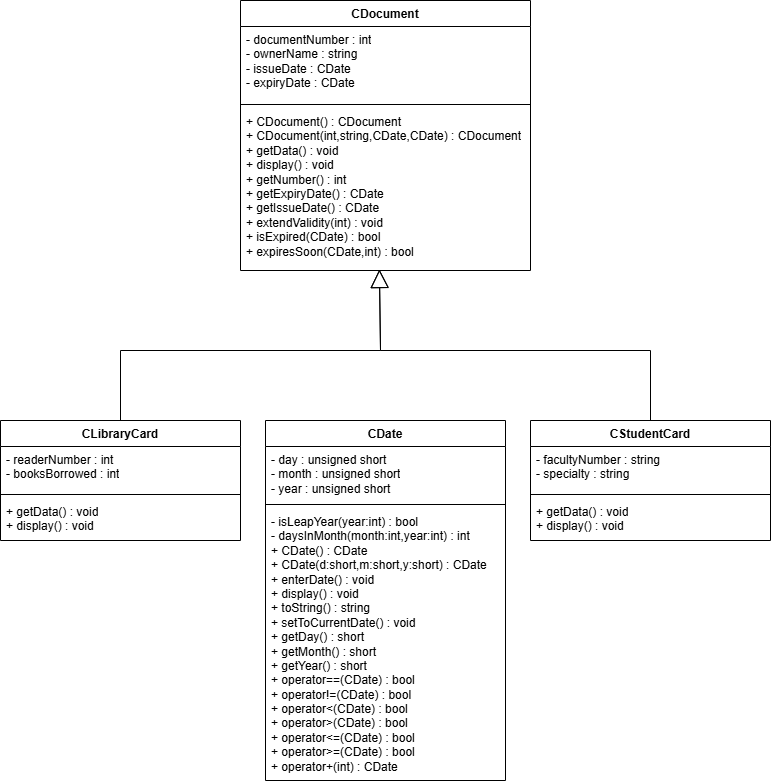 CDocument
- documentNumber : int
- ownerName : string
- issueDate : CDate
- expiryDate : CDate
+ CDocument() : CDocument
+ CDocument(int,string,CDate,CDate) : CDocument
+ getData() : void
+ display() : void
+ getNumber() : int
+ getExpiryDate() : CDate
+ getIssueDate() : CDate
+ extendValidity(int) : void
+ isExpired(CDate) : bool
+ expiresSoon(CDate,int) : bool
CLibraryCard
- readerNumber : int
- booksBorrowed : int
+ getData() : void
+ display() : void
CDate
- day : unsigned short
- month : unsigned short
- year : unsigned short
- isLeapYear(year:int) : bool
- daysInMonth(month:int,year:int) : int
+ CDate() : CDate
+ CDate(d:short,m:short,y:short) : CDate
+ enterDate() : void
+ display() : void
+ toString() : string
+ setToCurrentDate() : void
+ getDay() : short
+ getMonth() : short
+ getYear() : short
+ operator==(CDate) : bool
+ operator!=(CDate) : bool
+ operator<(CDate) : bool
+ operator>(CDate) : bool
+ operator<=(CDate) : bool
+ operator>=(CDate) : bool
+ operator+(int) : CDate
CStudentCard
- facultyNumber : string
- specialty : string
+ getData() : void
+ display() : void